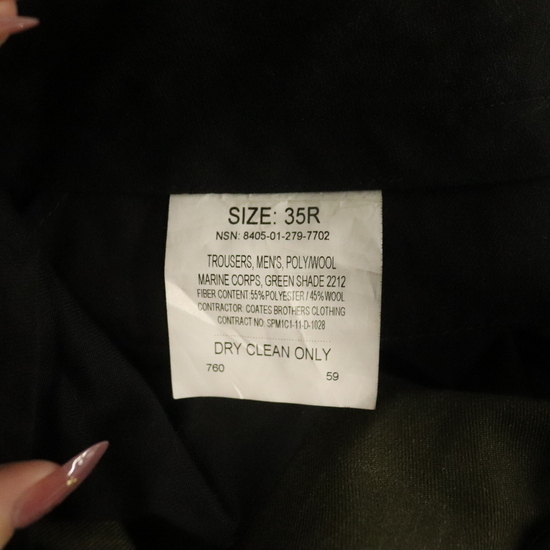 SIZE: 35R
NSN: 8405-01-279-7702
TROUSERS, MEN'S, POLY/WOOL
MARINE CORPS, GREEN SHADE 2212
FIBER CONTENT: 55% POLYESTER / 45% WOOL
CONTRACTOR: COATES BROTHERS CLOTHING
CONTRACT NO: SPM1C1-11-D-1028
DRY CLEAN ONLY
760 59